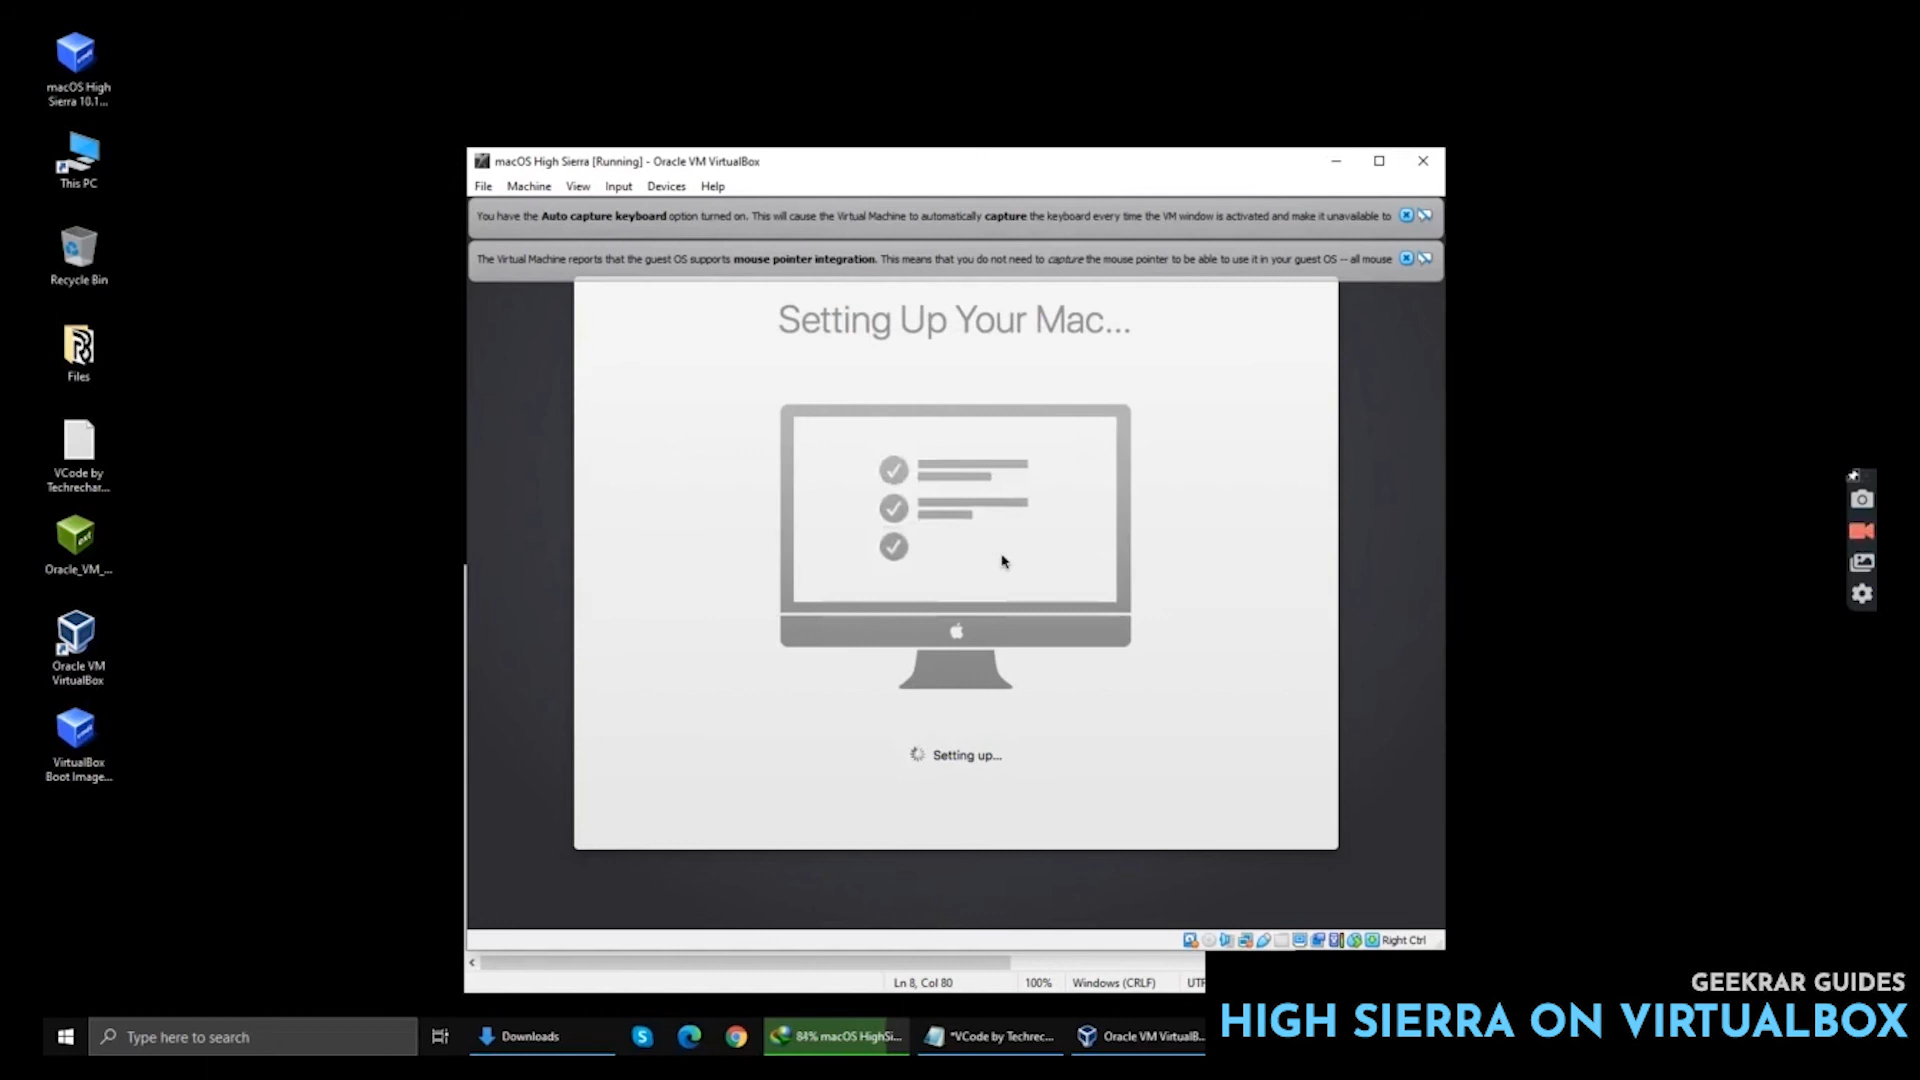 macOS High
Sierra 10.1...
This PC
Recycle Bin
Files
VCode by
Techrechar...
Oracle_VM_...
Oracle VM
VirtualBox
VirtualBox
Boot Image...
macOS High Sierra [Running] - Oracle VM VirtualBox
File Machine View Input Devices Help
You have the Auto capture keyboard option turned on. This will cause the Virtual Machine to automatically capture the keyboard every time the VM window is activated and make it unavailable to
The Virtual Machine reports that the guest OS supports mouse pointer integration. This means that you do not need to capture the mouse pointer to be able to use it in your guest OS -- all mouse
Setting Up Your Mac...
Setting up...
Right Ctrl
Ln 8, Col 80 100% Windows (CRLF) UTF
Type here to search
Downloads
84% macOS HighSi...
*VCode by Techrec...
Oracle VM VirtualB...
GEEKRAR GUIDES
HIGH SIERRA ON VIRTUALBOX